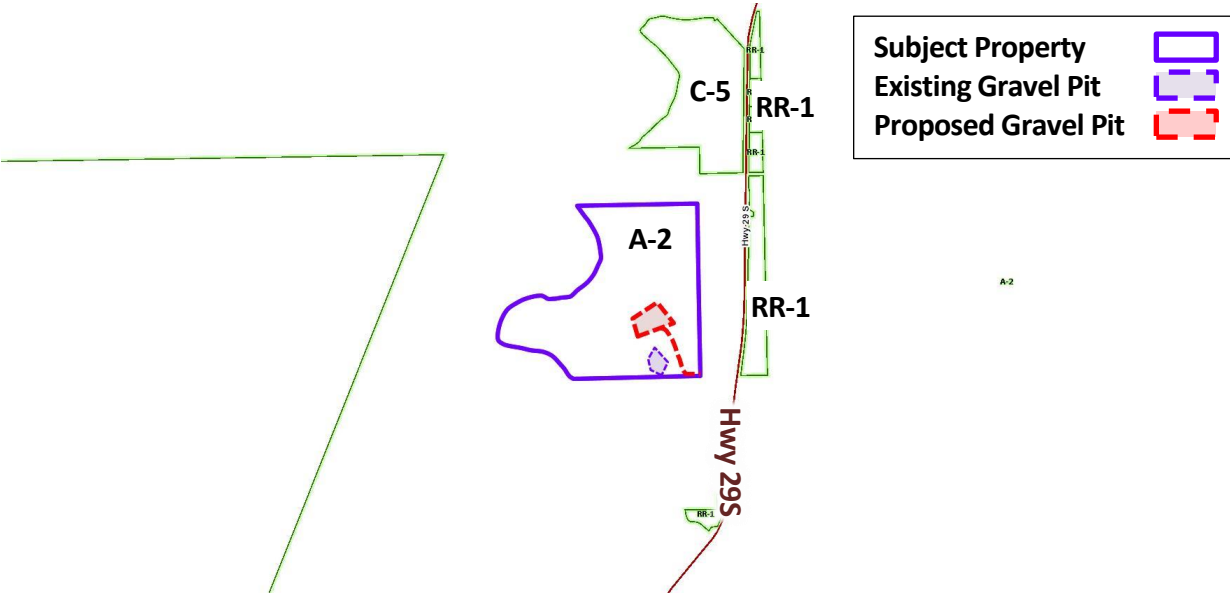 Subject Property
Existing Gravel Pit
Proposed Gravel Pit
RR-1
C-5
R
RR-1
R
RR-1
Hwy 29 S
A-2
A-2
RR-1
Hwy 29S
RR-1